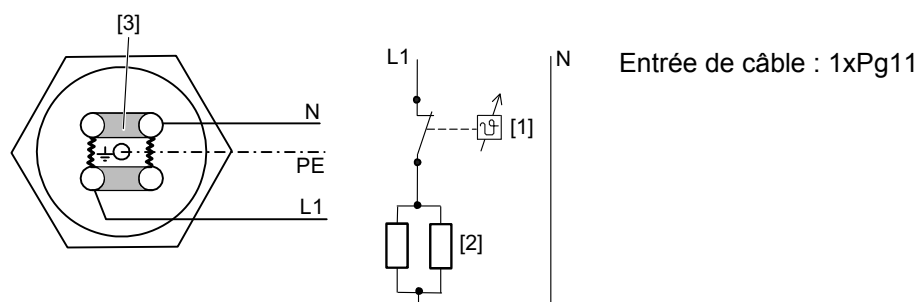 [3]
N
PE
L1
L1
N
ϑ
[1]
[2]
Entrée de câble : 1xPg11